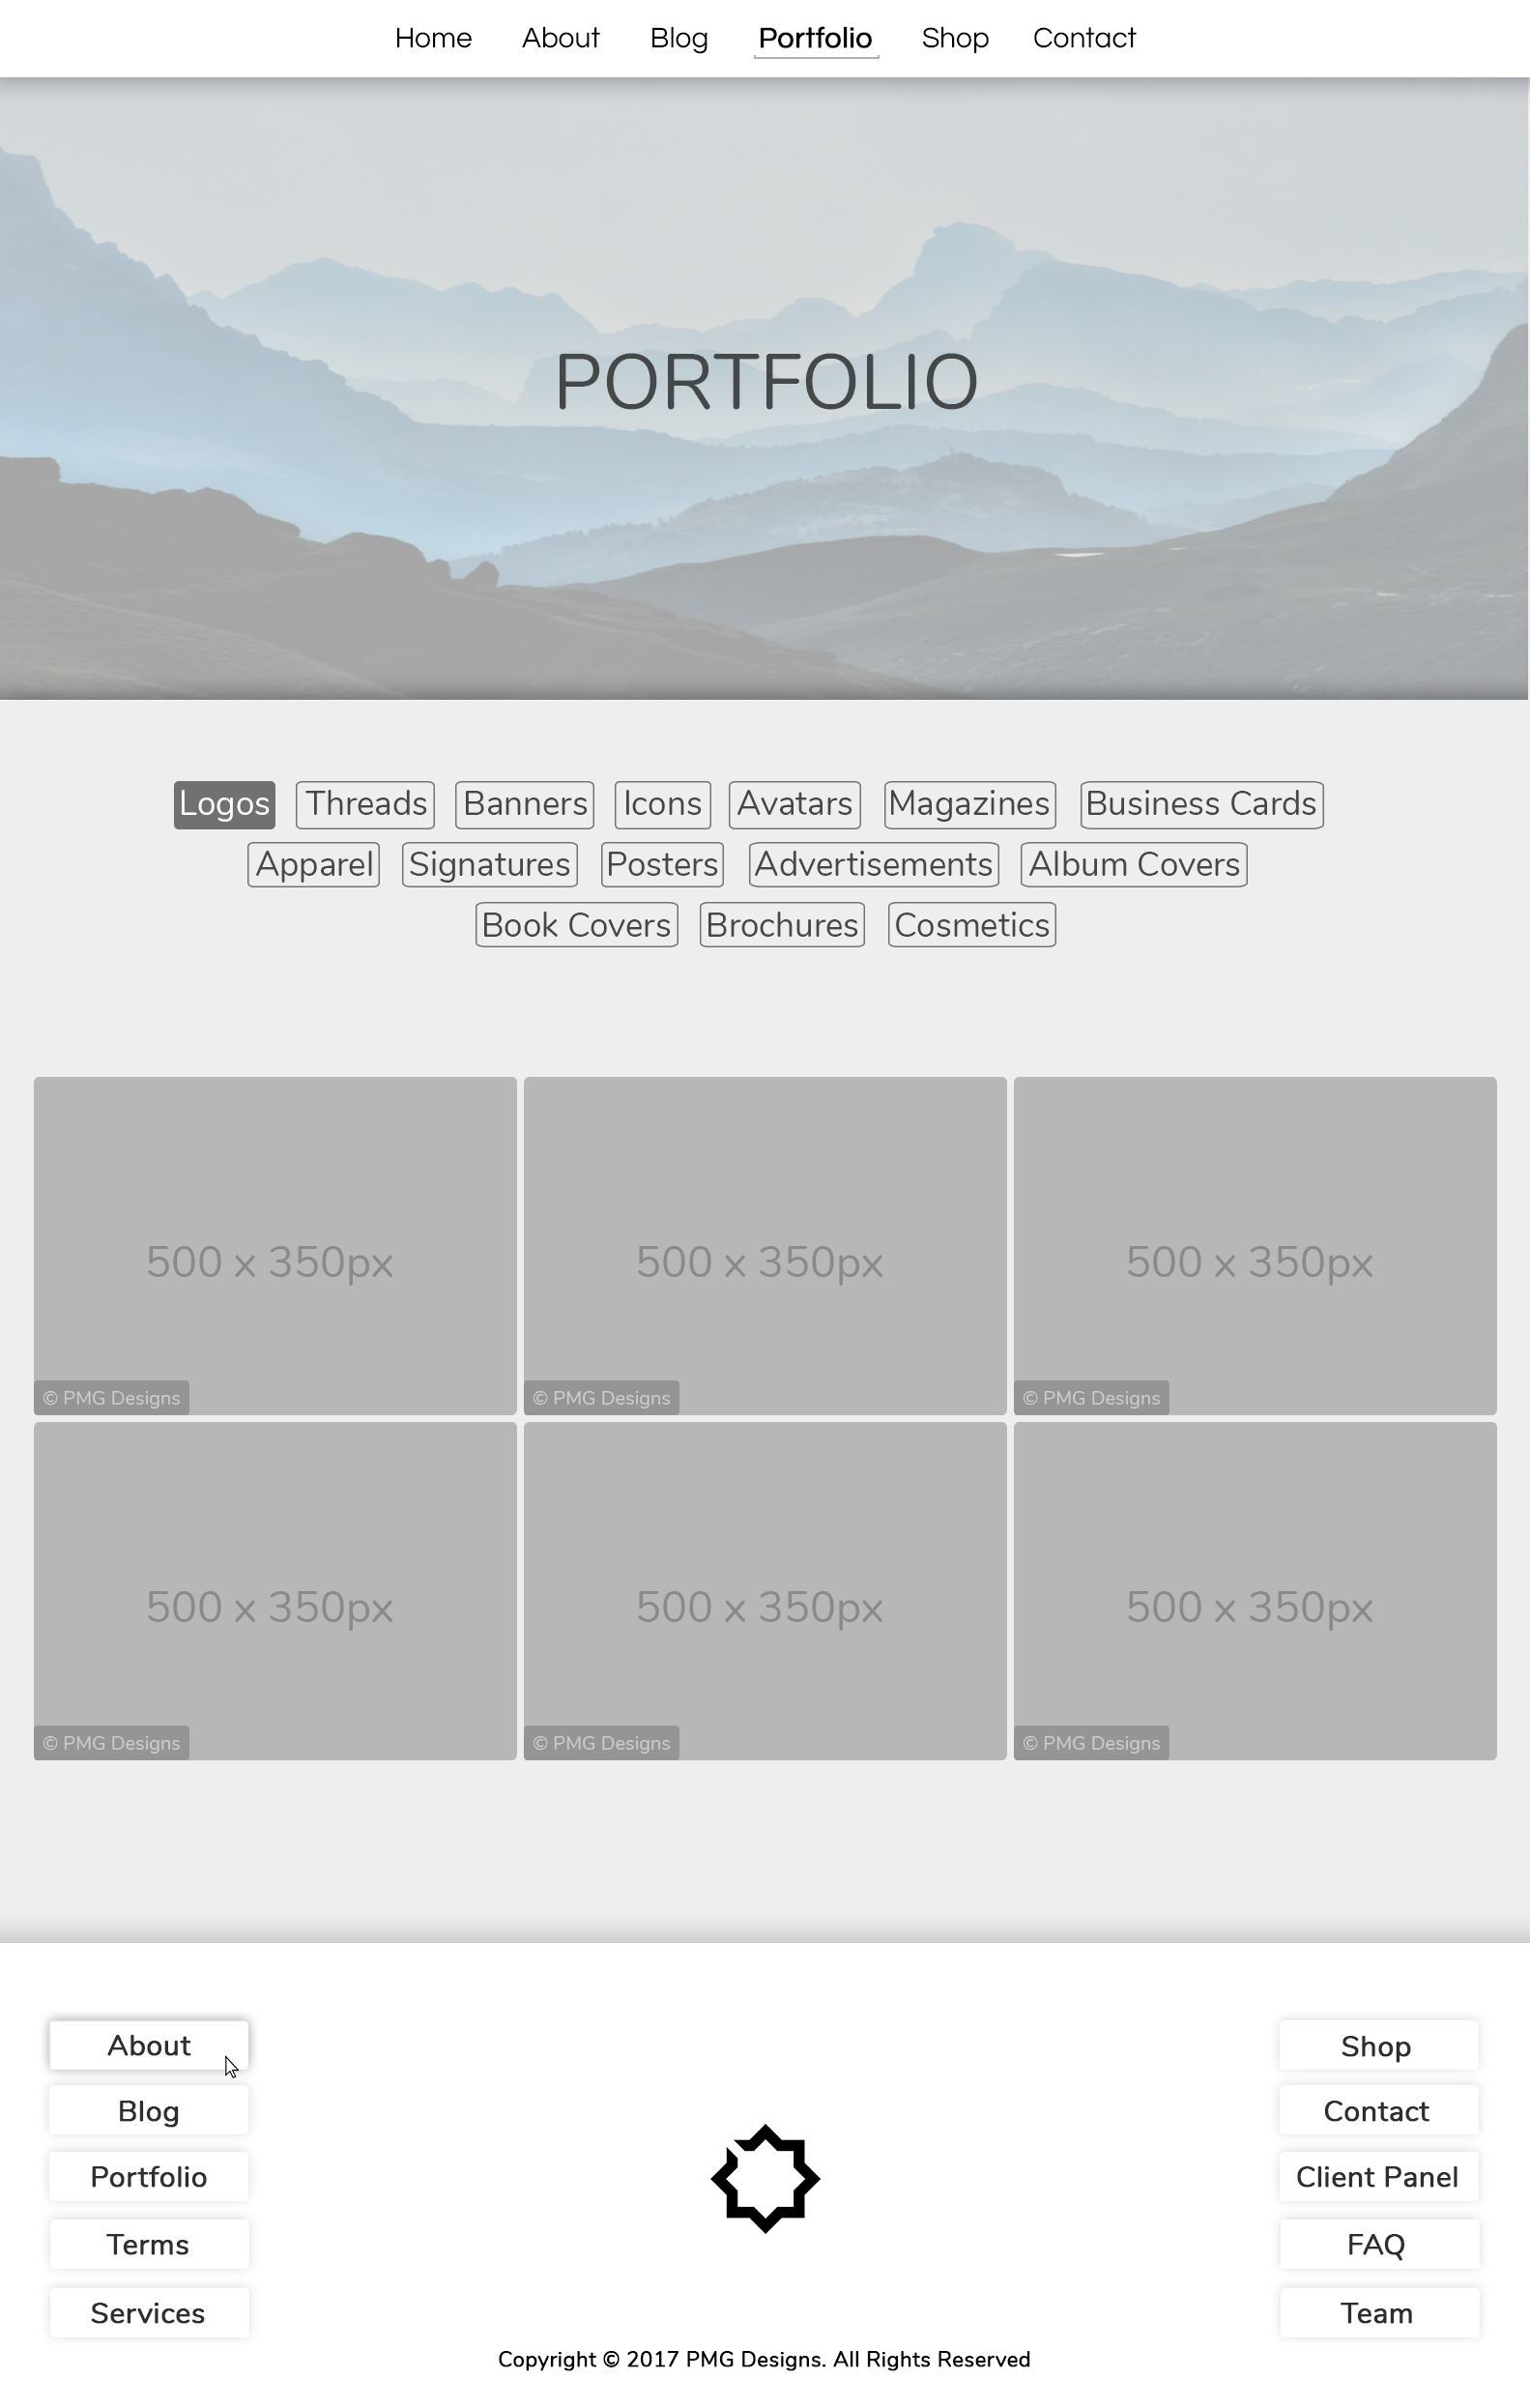 Home About Blog Portfolio Shop Contact
PORTFOLIO
Logos Threads Banners Icons Avatars Magazines Business Cards
Apparel Signatures Posters Advertisements Album Covers
Book Covers Brochures Cosmetics
500 x 350px 500 x 350px 500 x 350px
© PMG Designs © PMG Designs © PMG Designs
500 x 350px 500 x 350px 500 x 350px
© PMG Designs © PMG Designs © PMG Designs
About
Blog
Portfolio
Terms
Services
Shop
Contact
Client Panel
FAQ
Team
Copyright © 2017 PMG Designs. All Rights Reserved